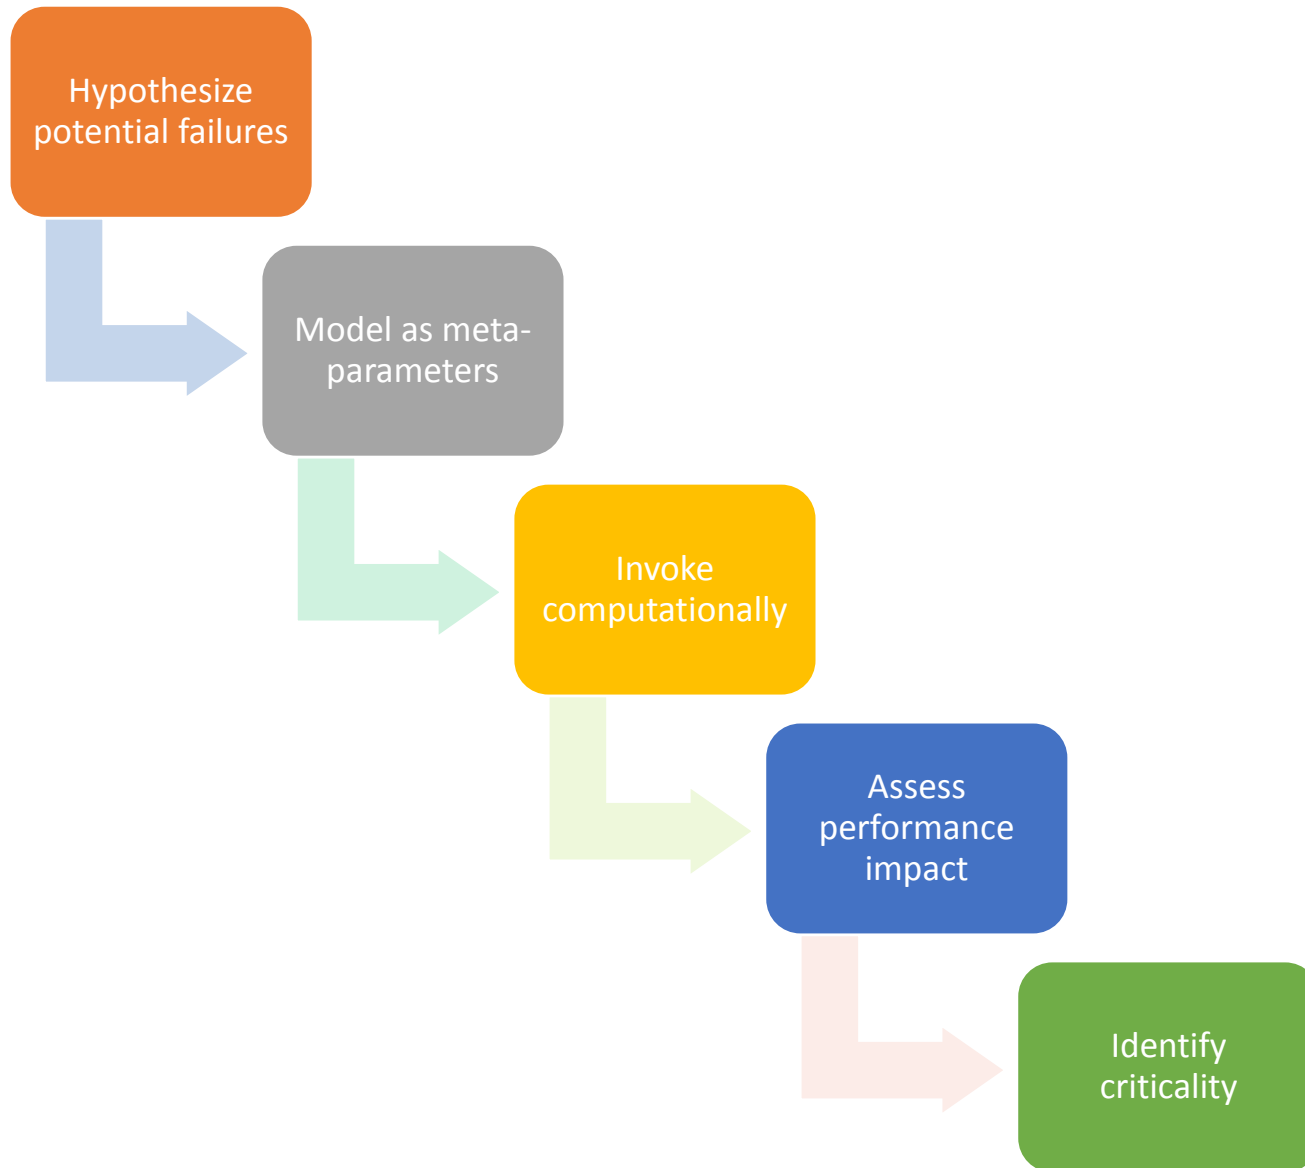 Hypothesize
potential failures
Model as meta-
parameters
Invoke
computationally
Assess
performance
impact
Identify
criticality